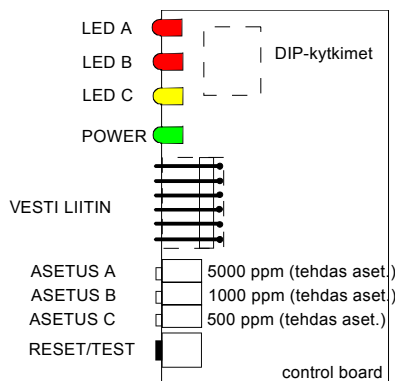 LED A
LED B
DIP-kytkimet
LED C
POWER
VESTI LIITIN
ASETUS A 5000 ppm (tehdas aset.)
ASETUS B 1000 ppm (tehdas aset.)
ASETUS C 500 ppm (tehdas aset.)
RESET/TEST
control board